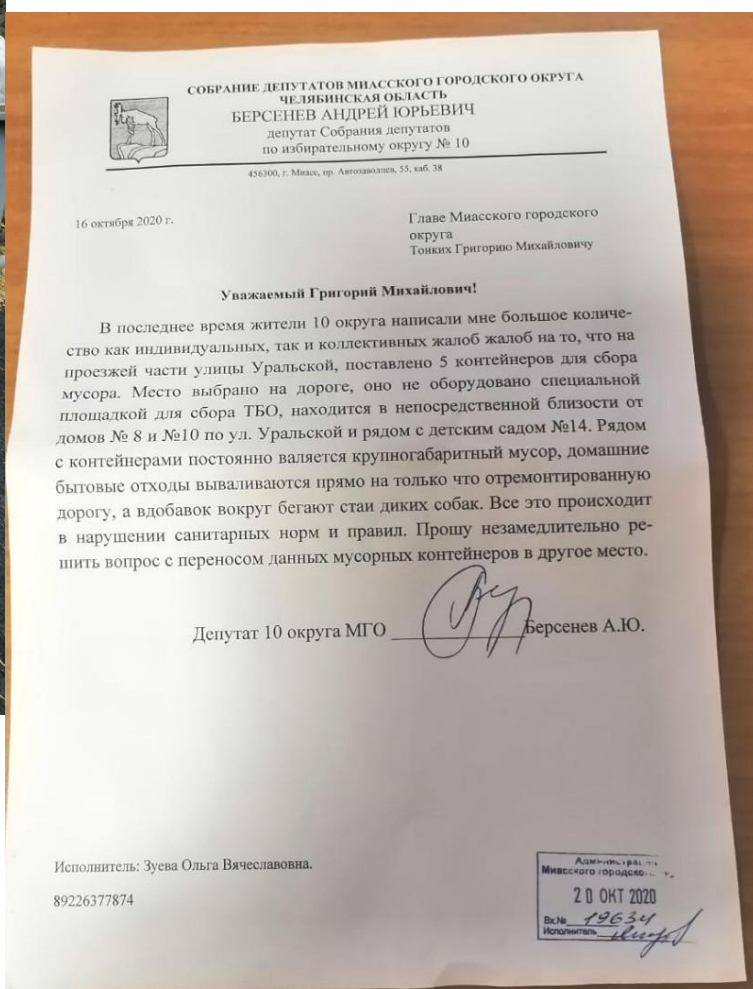 СОБРАНИЕ ДЕПУТАТОВ МИАССКОГО ГОРОДСКОГО ОКРУГА
ЧЕЛЯБИНСКАЯ ОБЛАСТЬ
БЕРСЕНЕВ АНДРЕЙ ЮРЬЕВИЧ
депутат Собрания депутатов
по избирательному округу № 10
456300, г. Миасс, пр. Автозаводцев, 55, каб. 38
16 октября 2020 г.
Главе Миасского городского
округа
Тонких Григорию Михайловичу
Уважаемый Григорий Михайлович!
В последнее время жители 10 округа написали мне большое количе-
ство как индивидуальных, так и коллективных жалоб жалоб на то, что на
проезжей части улицы Уральской, поставлено 5 контейнеров для сбора
мусора. Место выбрано на дороге, оно не оборудовано специальной
площадкой для сбора ТБО, находится в непосредственной близости от
домов № 8 и №10 по ул. Уральской и рядом с детским садом №14. Рядом
с контейнерами постоянно валяется крупногабаритный мусор, домашние
бытовые отходы вываливаются прямо на только что отремонтированную
дорогу, а вдобавок вокруг бегают стаи диких собак. Все это происходит
в нарушении санитарных норм и правил. Прошу незамедлительно ре-
шить вопрос с переносом данных мусорных контейнеров в другое место.
Депутат 10 округа МГО Берсенев А.Ю.
Исполнитель: Зуева Ольга Вячеславовна.
89226377874
Миасского
20 ОКТ 2020
Вх.№ 19634
Исполнитель